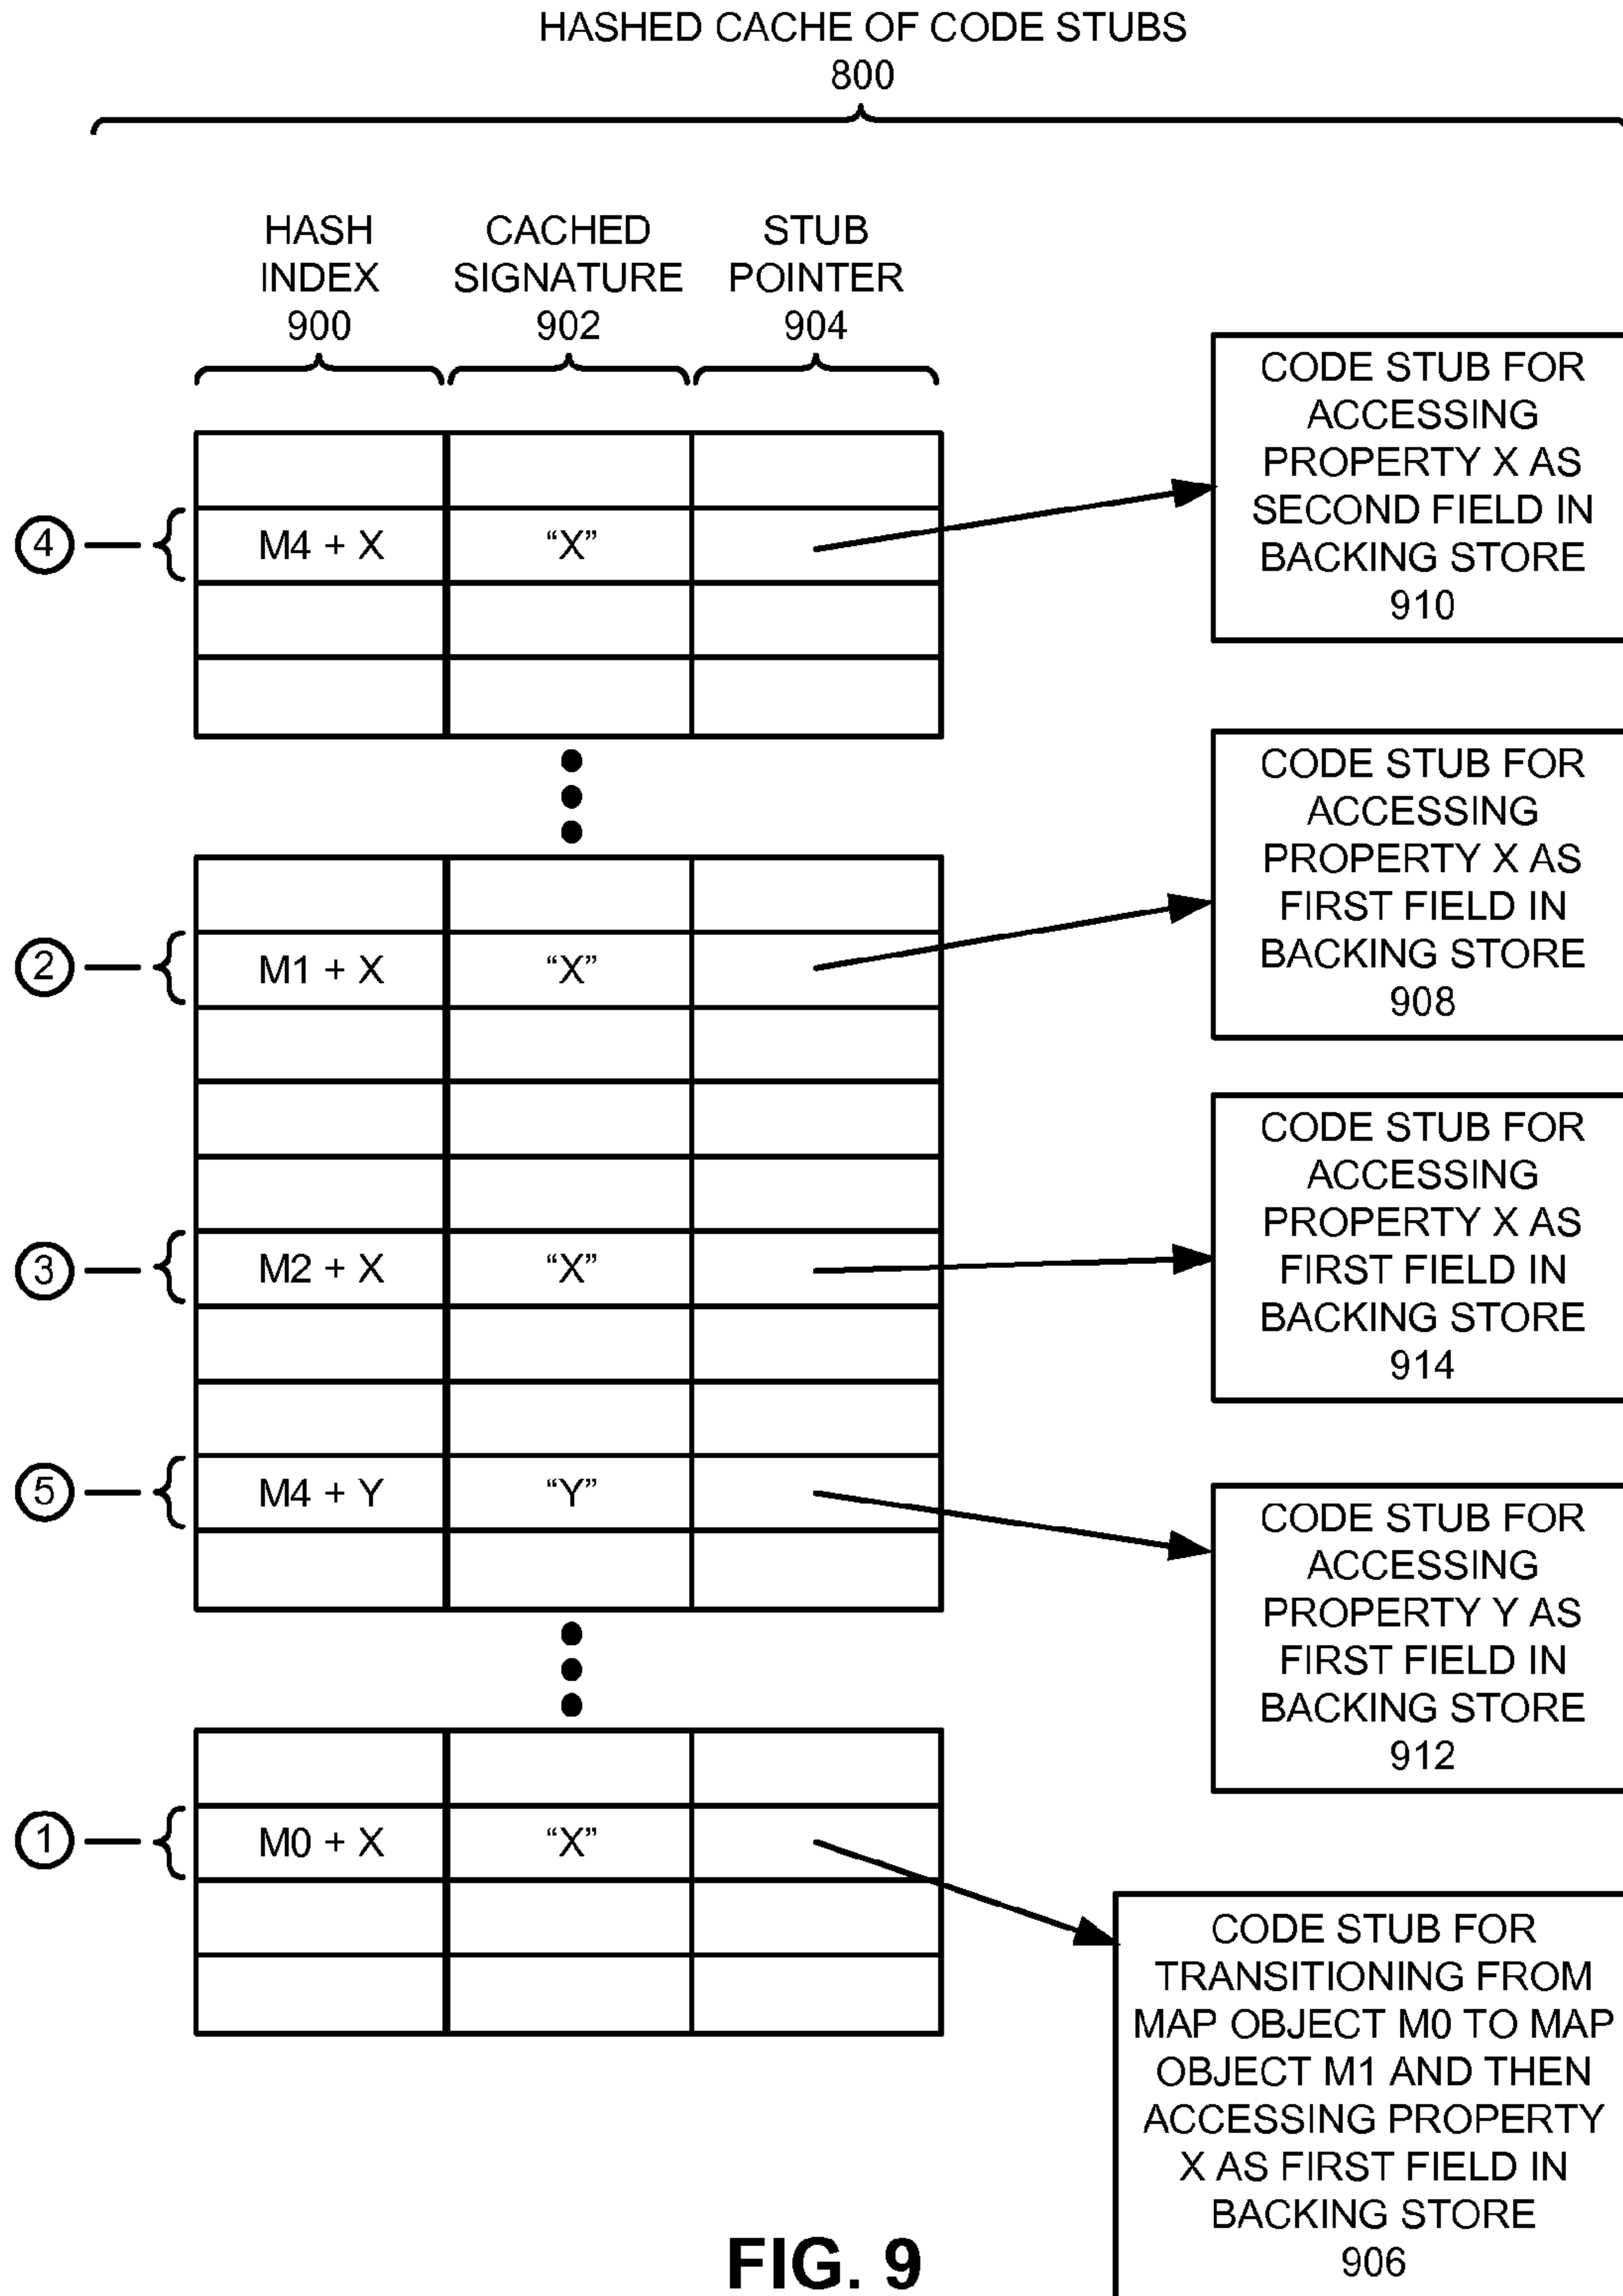 HASHED CACHE OF CODE STUBS
800
HASH
INDEX
900
CACHED
SIGNATURE
902
STUB
POINTER
904
4
M4 + X
“X”
CODE STUB FOR
ACCESSING
PROPERTY X AS
SECOND FIELD IN
BACKING STORE
910
2
M1 + X
“X”
CODE STUB FOR
ACCESSING
PROPERTY X AS
FIRST FIELD IN
BACKING STORE
908
3
M2 + X
“X”
CODE STUB FOR
ACCESSING
PROPERTY X AS
FIRST FIELD IN
BACKING STORE
914
5
M4 + Y
“Y”
CODE STUB FOR
ACCESSING
PROPERTY Y AS
FIRST FIELD IN
BACKING STORE
912
1
M0 + X
“X”
CODE STUB FOR
TRANSITIONING FROM
MAP OBJECT M0 TO MAP
OBJECT M1 AND THEN
ACCESSING PROPERTY
X AS FIRST FIELD IN
BACKING STORE
906
FIG. 9